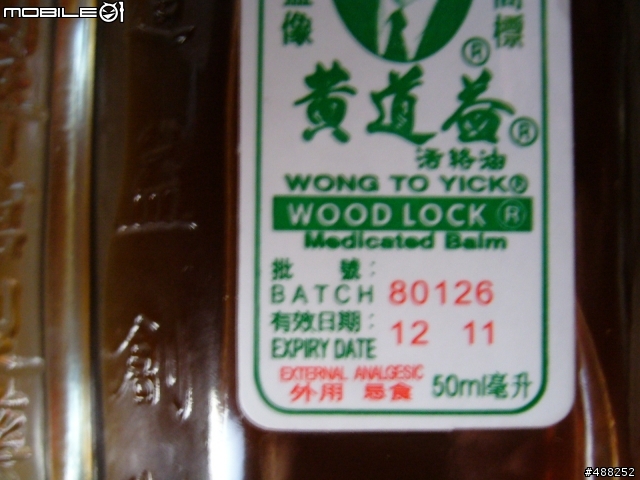 MOBILE01
益 商
像 標
®
黃道益®
活絡油
WONG TO YICK®
WOOD LOCK ®
Medicated Balm
批 號：
BATCH 80126
有效日期：
EXPIRY DATE 12 11
EXTERNAL ANALGESIC
外用 忌食
50ml毫升
創
#488252